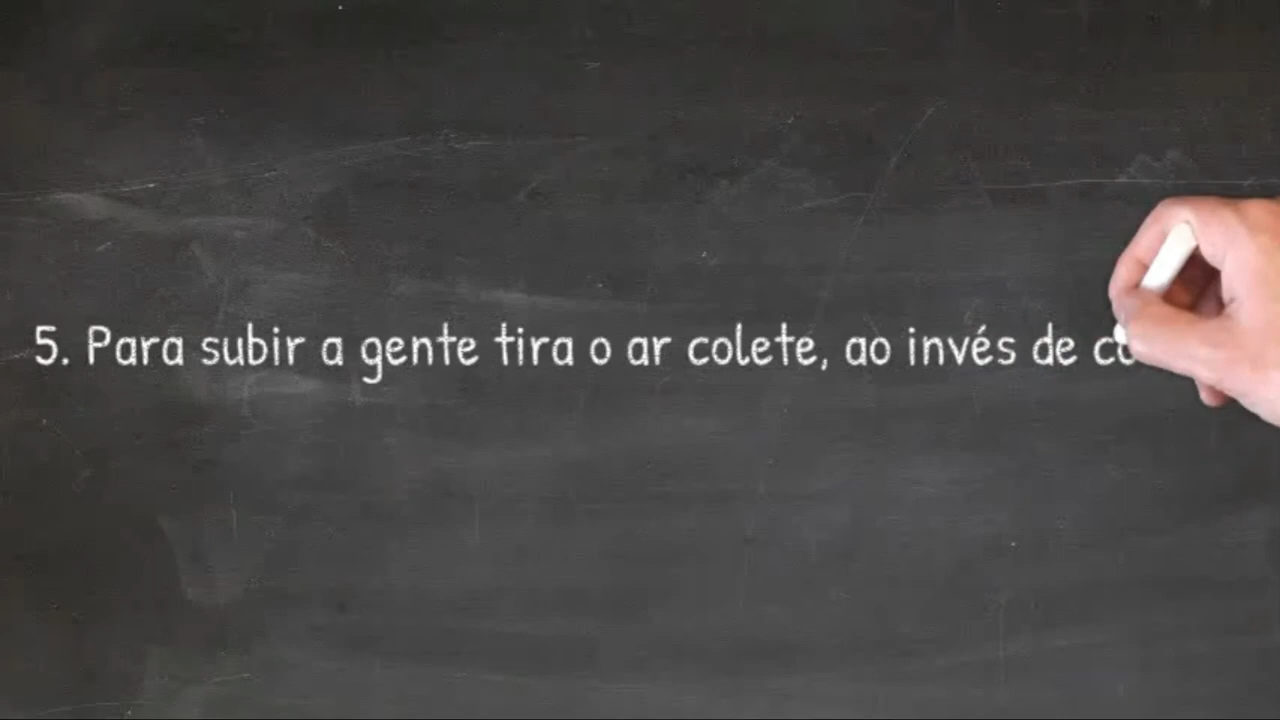 5. Para subir a gente tira o ar colete, ao invés de